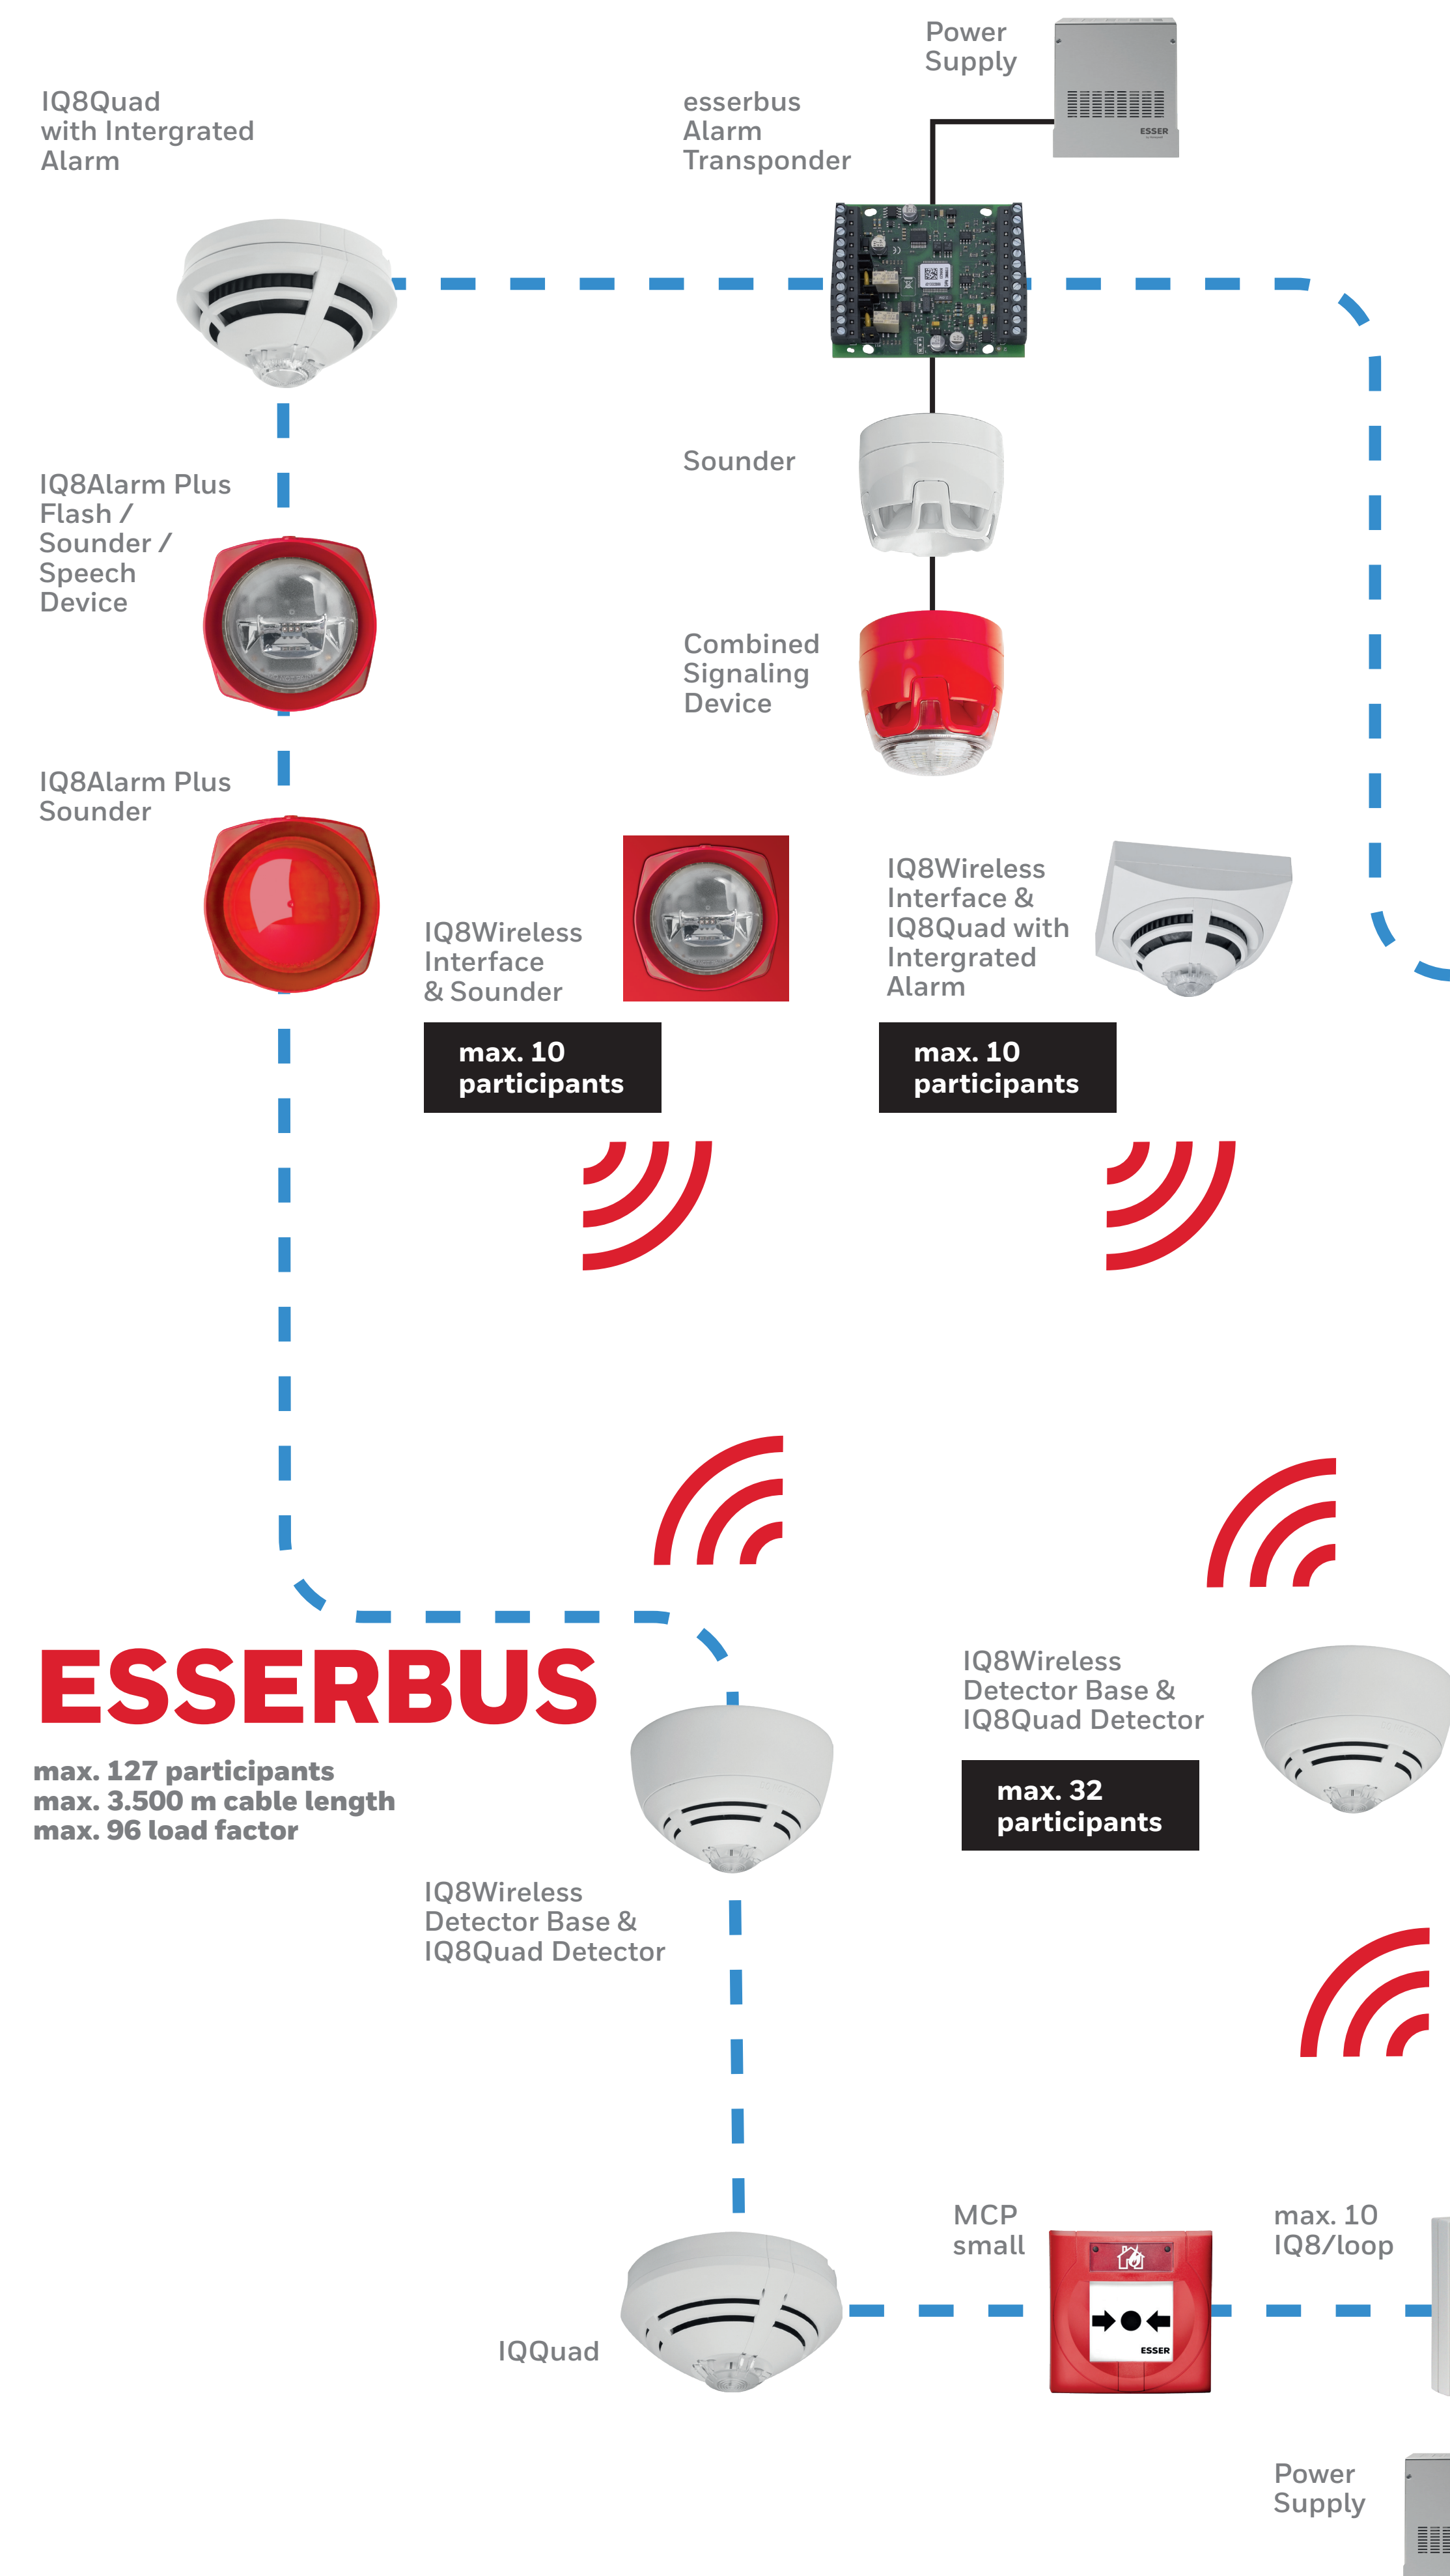 Power
Supply
ESSER
IQ8Quad
with Intergrated
Alarm
esserbus
Alarm
Transponder
Sounder
IQ8Alarm Plus
Flash /
Sounder /
Speech
Device
Combined
Signaling
Device
IQ8Alarm Plus
Sounder
IQ8Wireless
Interface
& Sounder
max. 10
participants
IQ8Wireless
Interface &
IQ8Quad with
Intergrated
Alarm
max. 10
participants
ESSERBUS
max. 127 participants
max. 3.500 m cable length
max. 96 load factor
IQ8Wireless
Detector Base &
IQ8Quad Detector
max. 32
participants
IQ8Wireless
Detector Base &
IQ8Quad Detector
MCP
small
max. 10
IQ8/loop
ESSER
IQQuad
Power
Supply